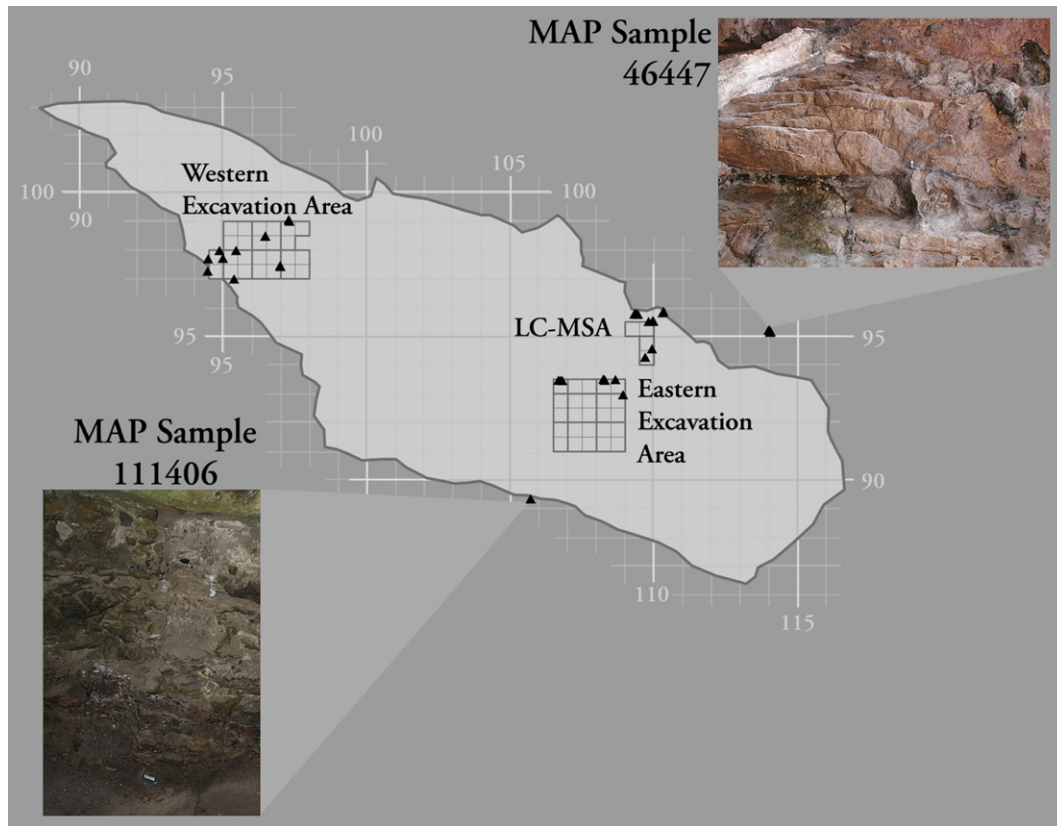 MAP Sample
46447
90
95
100
Western
Excavation Area
105
100
100
90
LC-MSA
95
95
95
Eastern
Excavation
Area
MAP Sample
111406
90
110
115